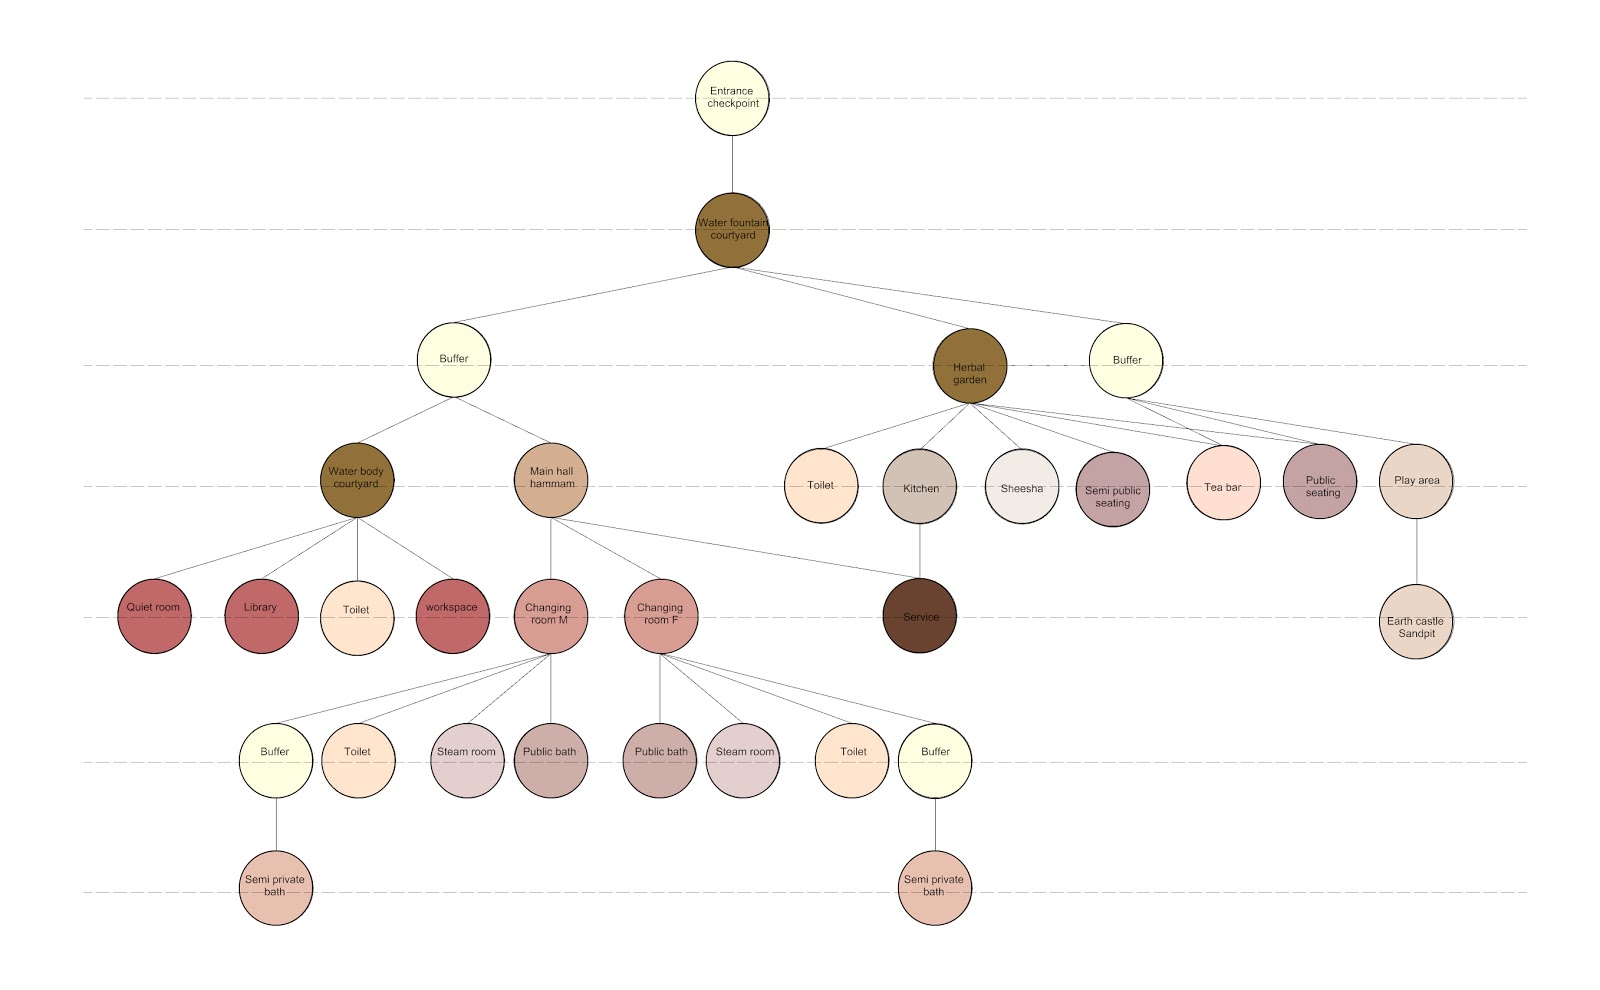 Entrance
checkpoint
Water fountain
courtyard
Buffer
Herbal
garden
Buffer
Water body
courtyard
Main hall
hammam
Toilet
Kitchen
Sheesha
Semi public
seating
Tea bar
Public
seating
Play area
Quiet room
Library
Toilet
workspace
Changing
room M
Changing
room F
Service
Earth castle
Sandpit
Buffer
Toilet
Steam room
Public bath
Public bath
Steam room
Toilet
Buffer
Semi private
bath
Semi private
bath